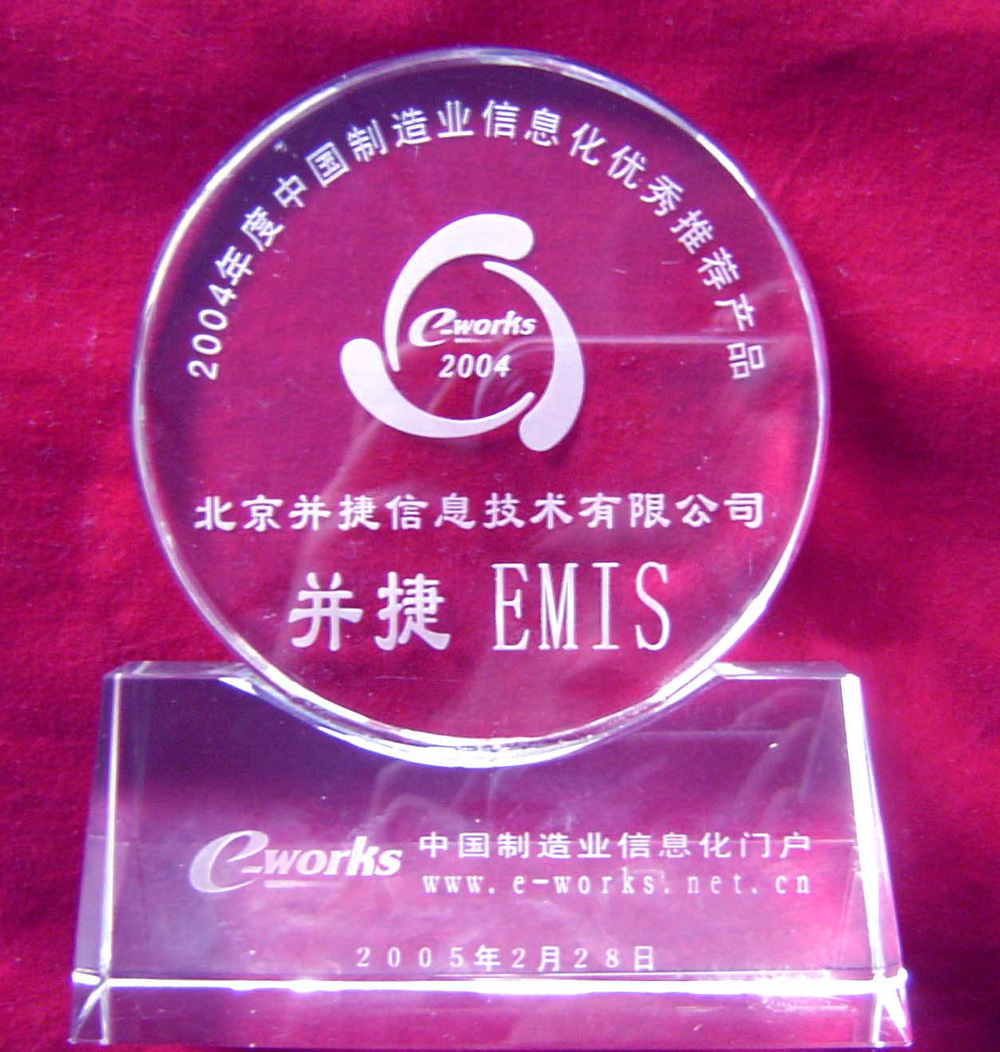 2004年度中国制造业信息化优秀推荐产品
e-works
2004
北京并捷信息技术有限公司
并捷 EMIS
e-works 中国制造业信息化门户
www.e-works.net.cn
2005年2月28日